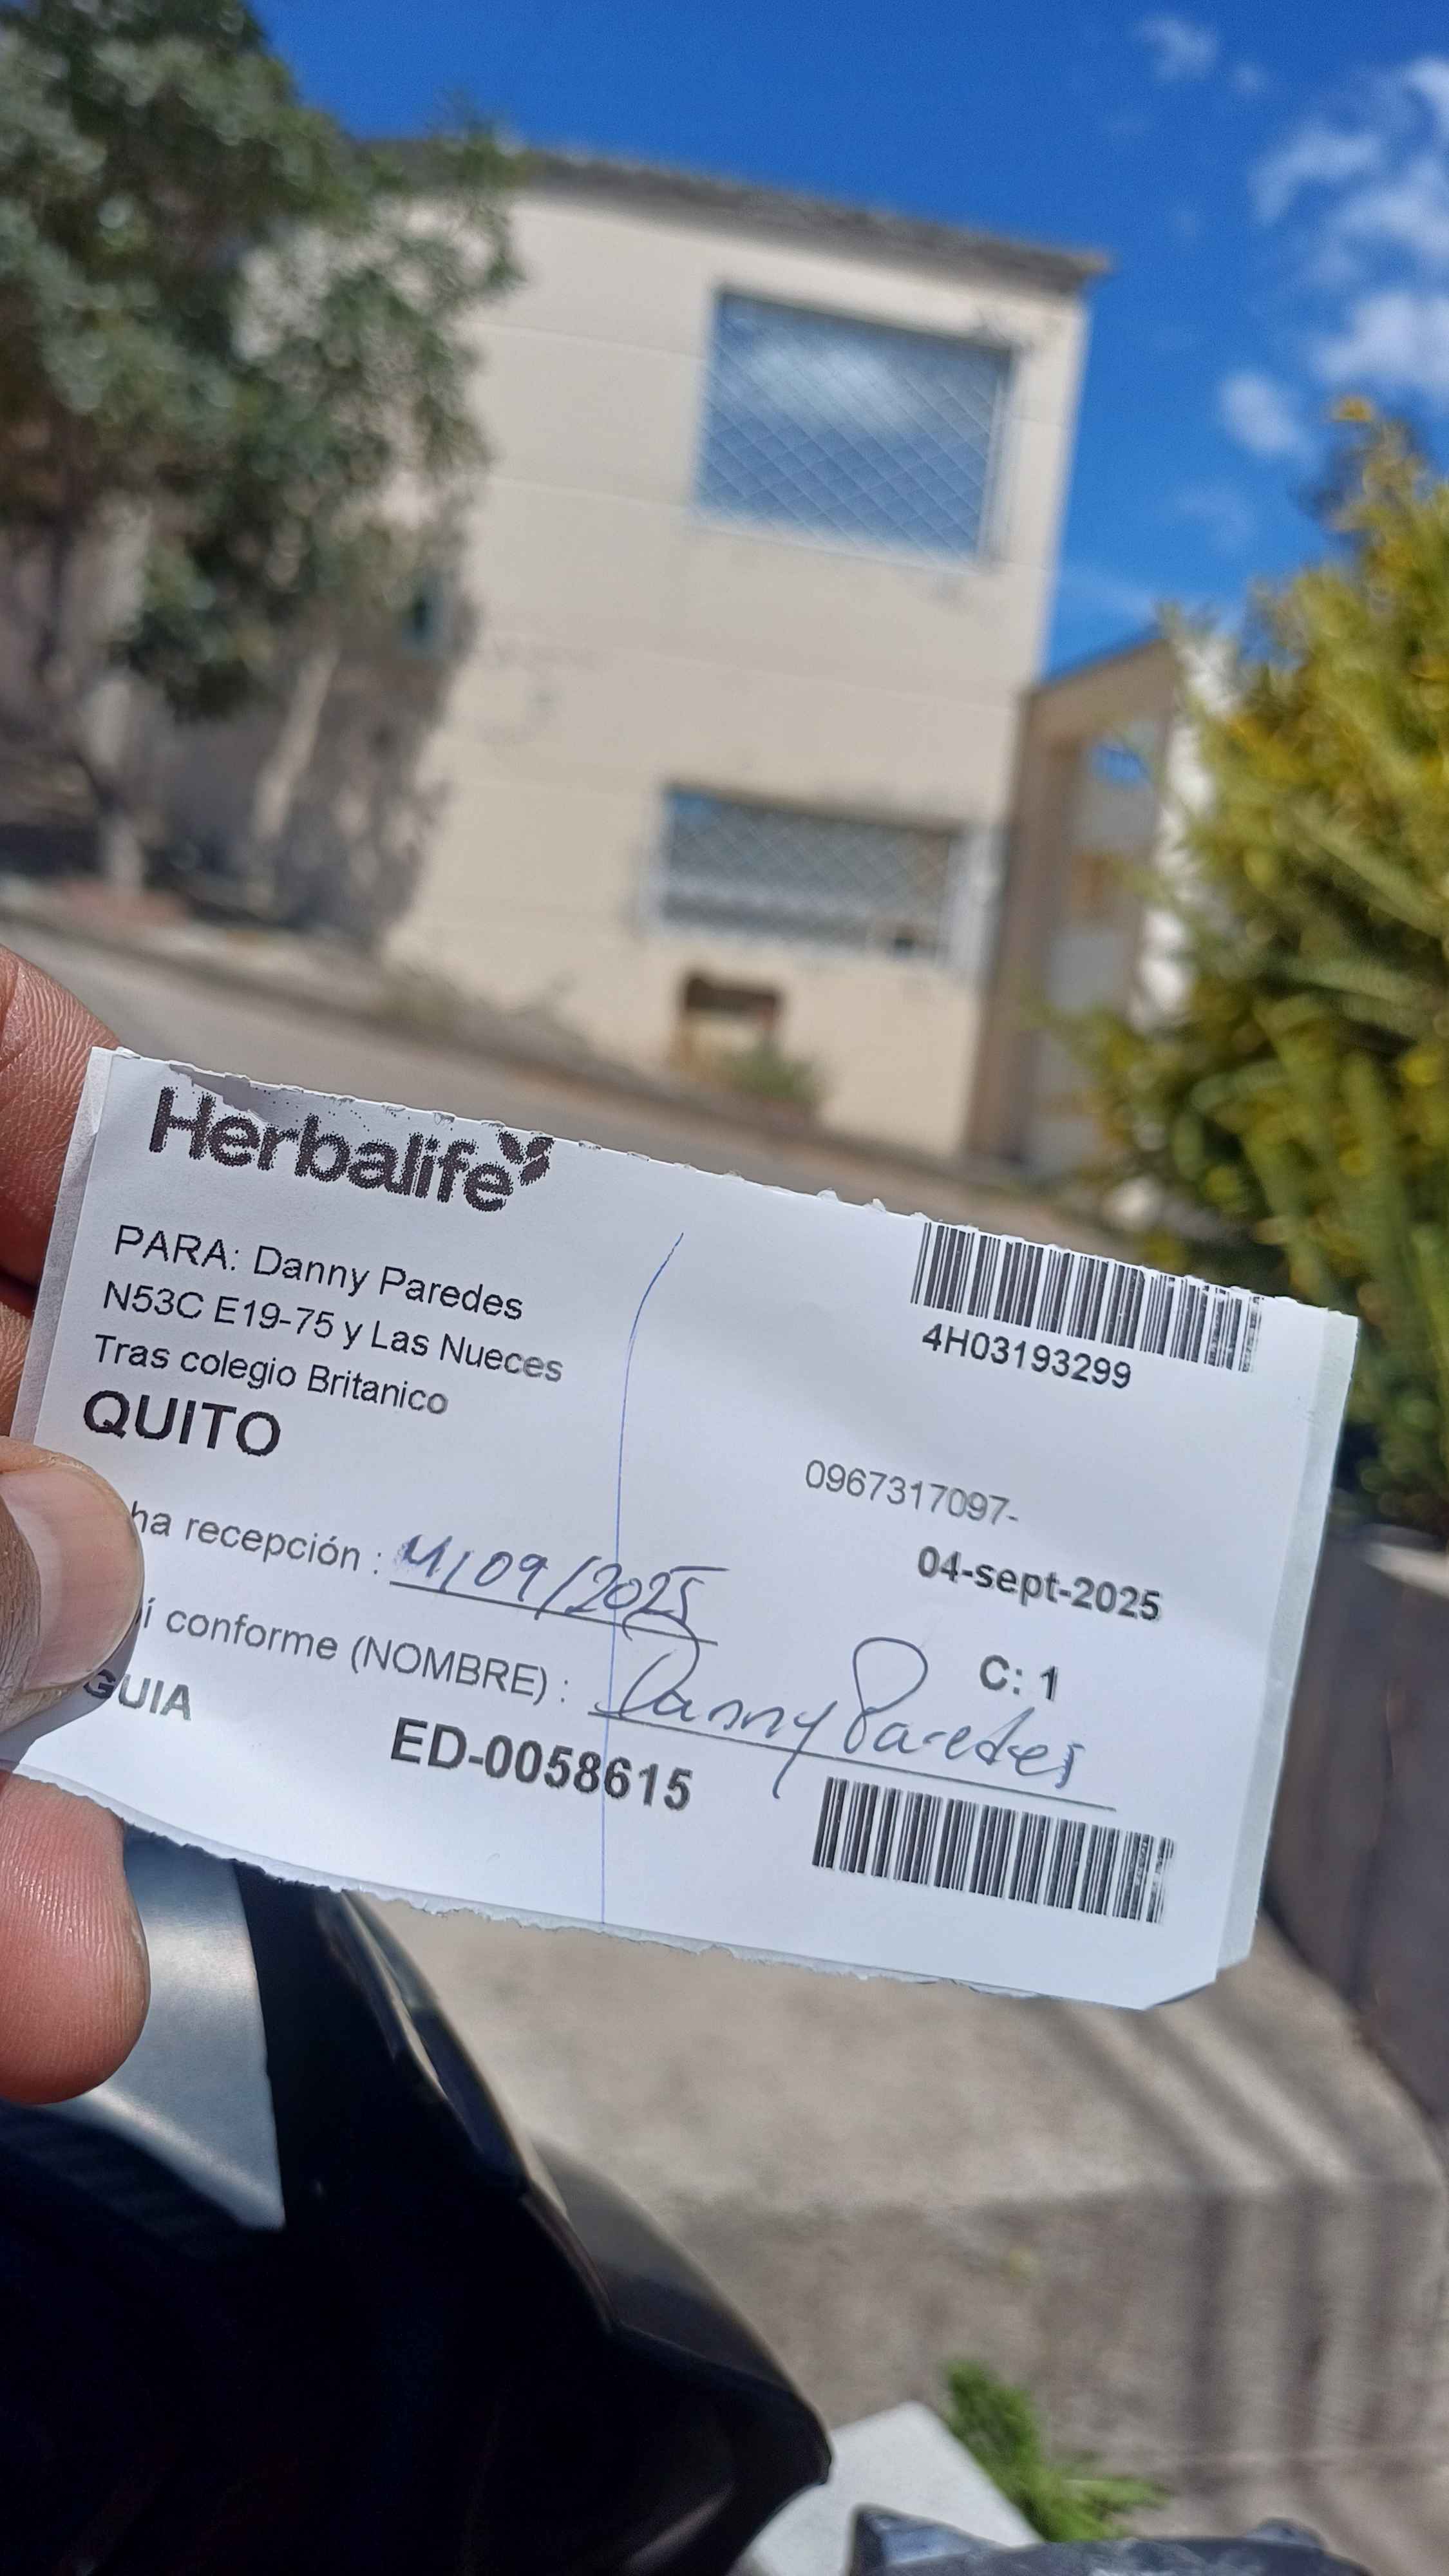 Herbalife
PARA: Danny Paredes
N53C E19-75 y Las Nueces
Tras colegio Britanico
QUITO
4H03193299
0967317097-
04-sept-2025
ha recepción : /09/2025
í conforme (NOMBRE) : Danny Paredes
C: 1
GUIA ED-0058615